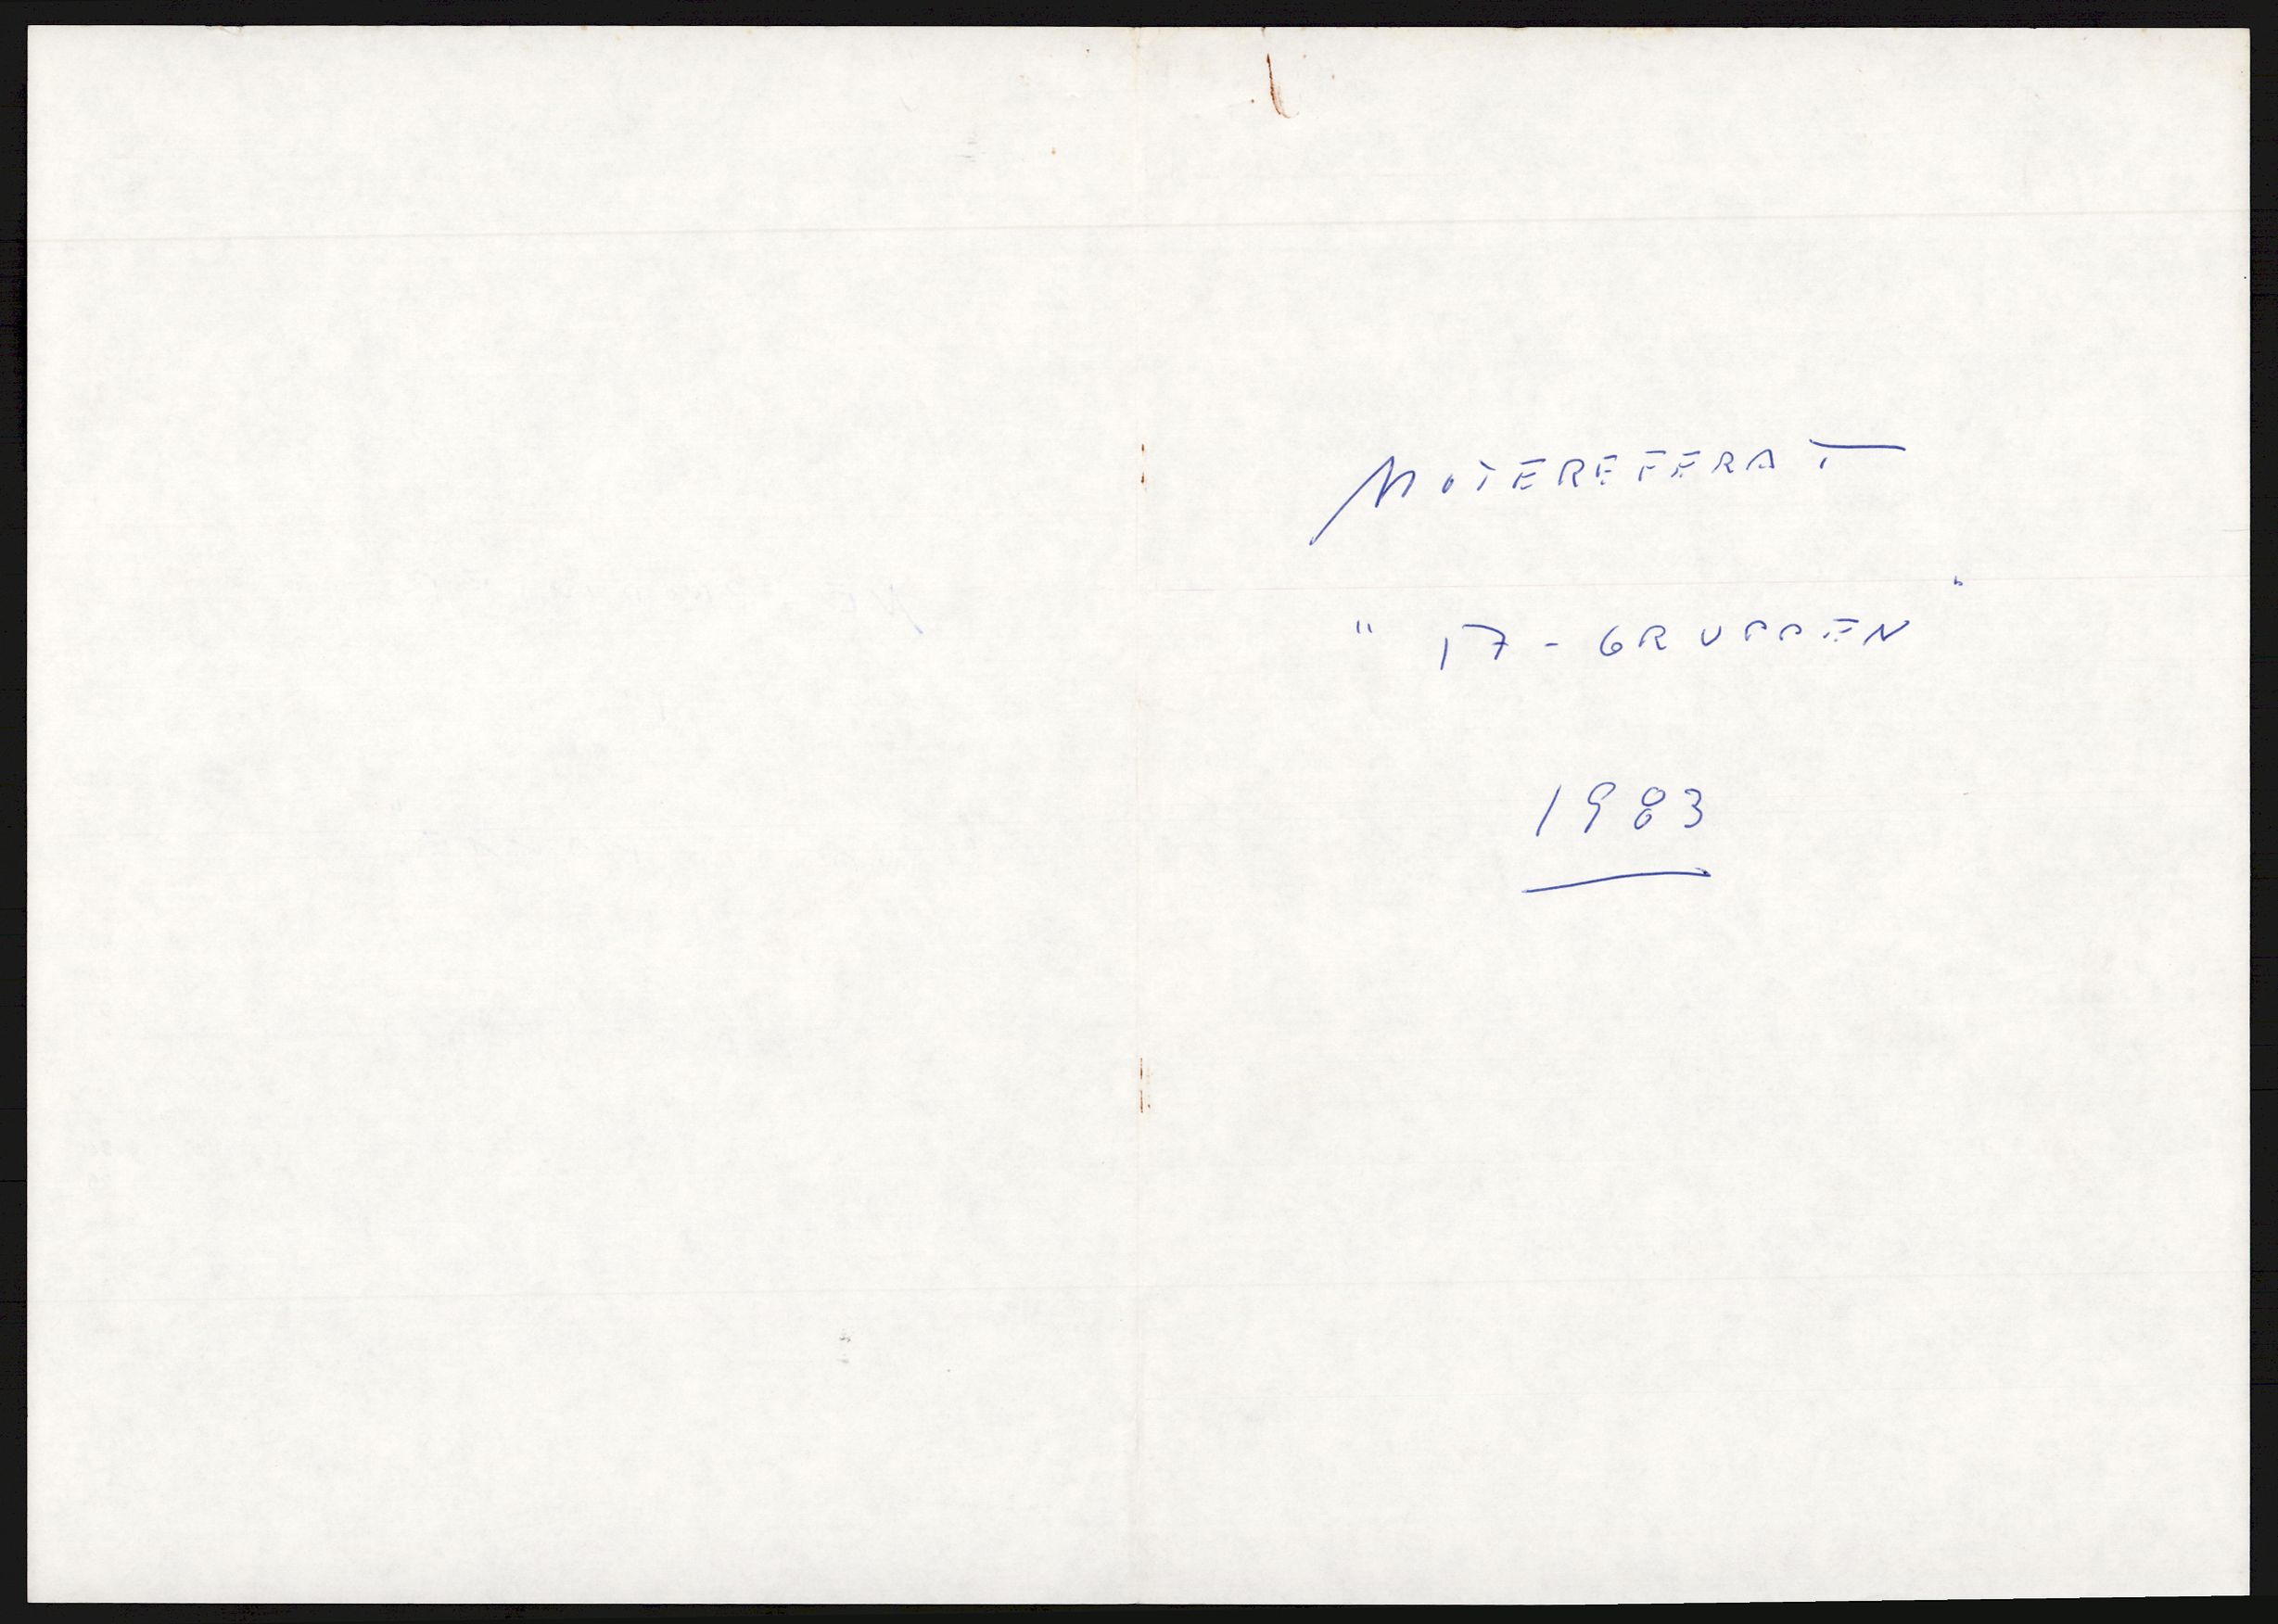 MØTEREFERAT
" 17 - GRUPPEN "
1983